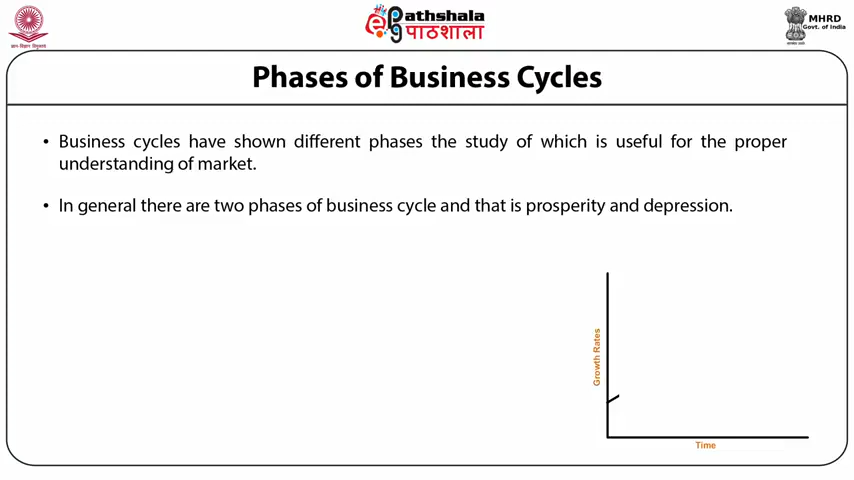 Pathshala
पाठशाला
MHRD
Govt. of India
Phases of Business Cycles
• Business cycles have shown different phases the study of which is useful for the proper
understanding of market.
• In general there are two phases of business cycle and that is prosperity and depression.
Growth Rates
Time